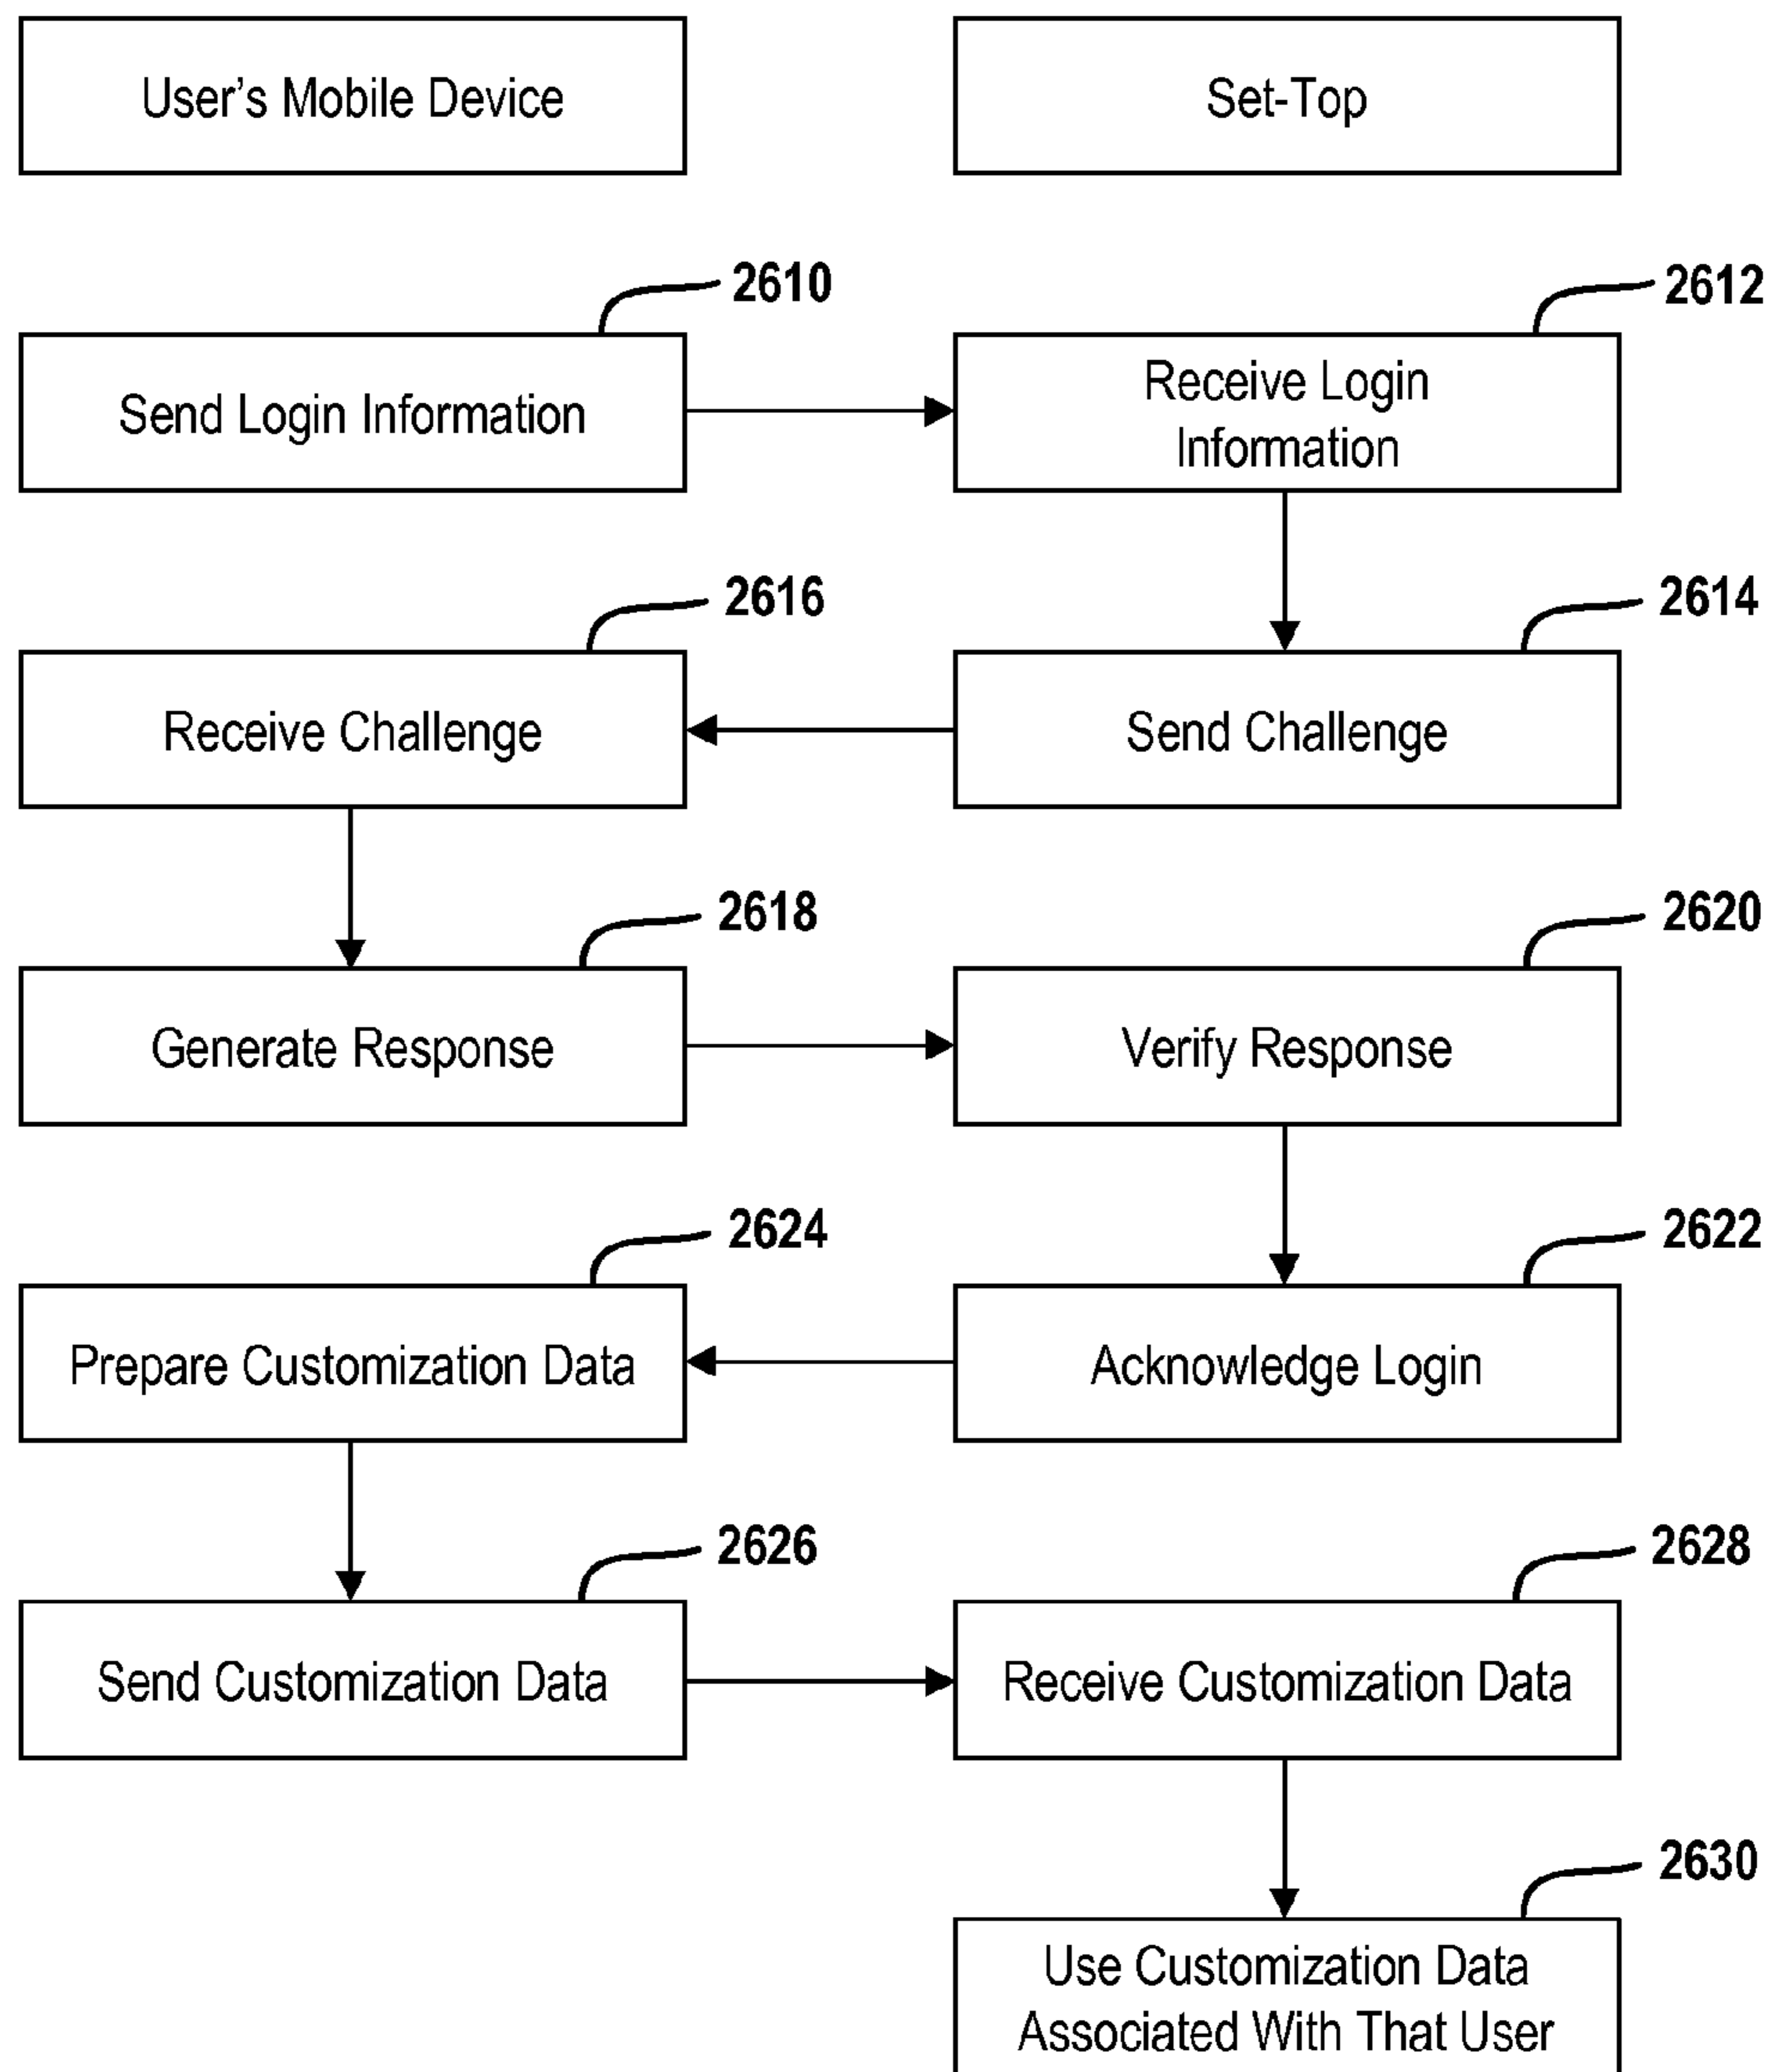 User's Mobile Device
Set-Top
2610
2612
Send Login Information
Receive Login
Information
2616
2614
Receive Challenge
Send Challenge
2618
2620
Generate Response
Verify Response
2624
2622
Prepare Customization Data
Acknowledge Login
2626
2628
Send Customization Data
Receive Customization Data
2630
Use Customization Data
Associated With That User